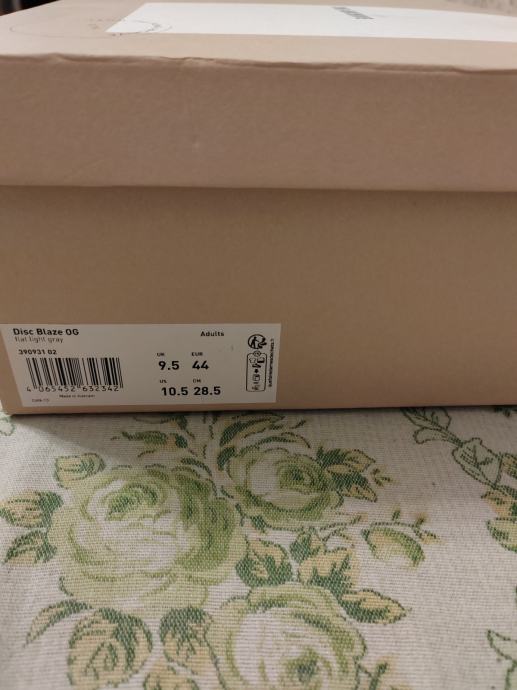 Disc Blaze OG
flat light gray
Adults
390931 02
UK EUR
9.5 44
US CM
10.5 28.5
4 065452 632342
Made in Vietnam